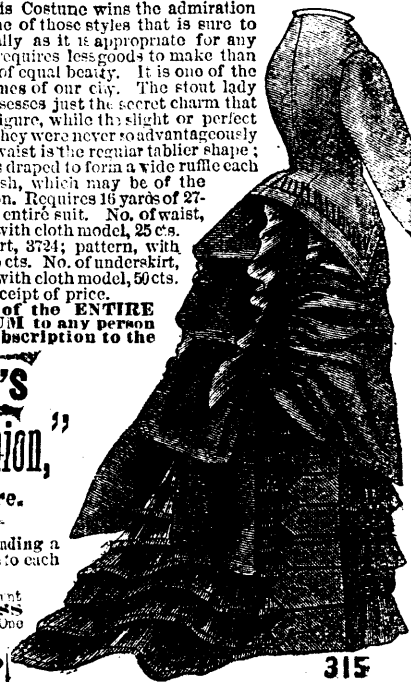 is Costume wins the admiration
ne of those styles that is sure to
lly as it is appropriate for any
requires less goods to make than
of equal beauty. It is one of the
mes of our city. The stout lady
sesses just the secret charm that
igure, while the slight or perfect
hey were never so advantageously
waist is the regular tablier shape;
s draped to form a wide ruffle each
sh, which may be of the
n. Requires 16 yards of 27-
entire suit. No. of waist,
with cloth model, 25 cts.
rt, 3724; pattern, with
cts. No. of underskirt,
with cloth model, 50 cts.
ceipt of price.
of the ENTIRE
UM to any person
bscription to the
'S
ion,"
re.
nding a
to each
nt
One
315